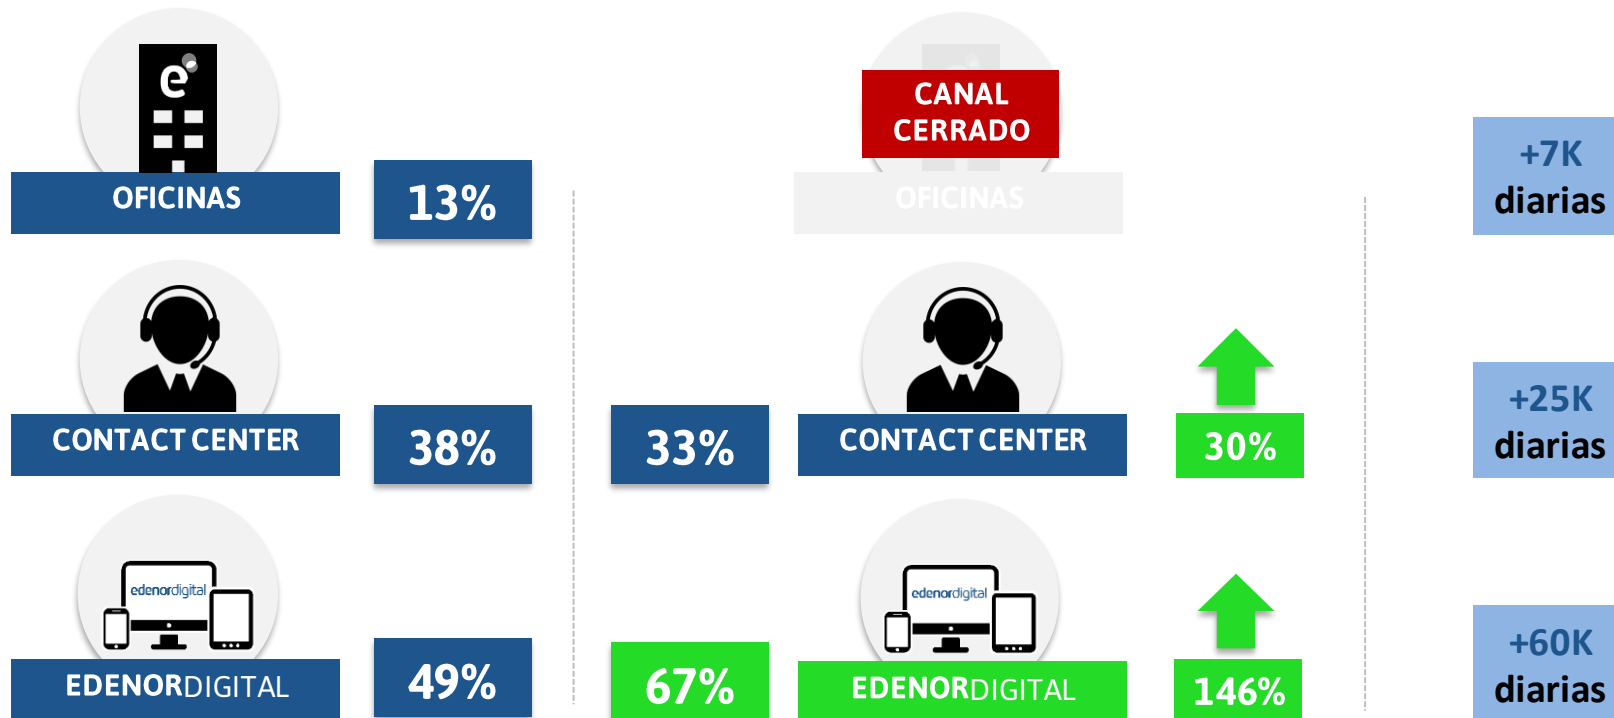 e
OFICINAS
13%
CANAL
CERRADO
OFICINAS
+7K
diarias
CONTACT CENTER
38%
33%
CONTACT CENTER
30%
+25K
diarias
edenordigital
EDENORDIGITAL
49%
67%
edenordigital
EDENORDIGITAL
146%
+60K
diarias